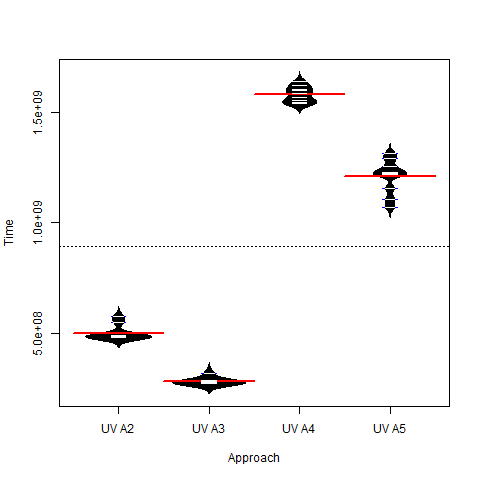 1.5e+09
1.0e+09
5.0e+08
Time
UV A2 UV A3 UV A4 UV A5
Approach